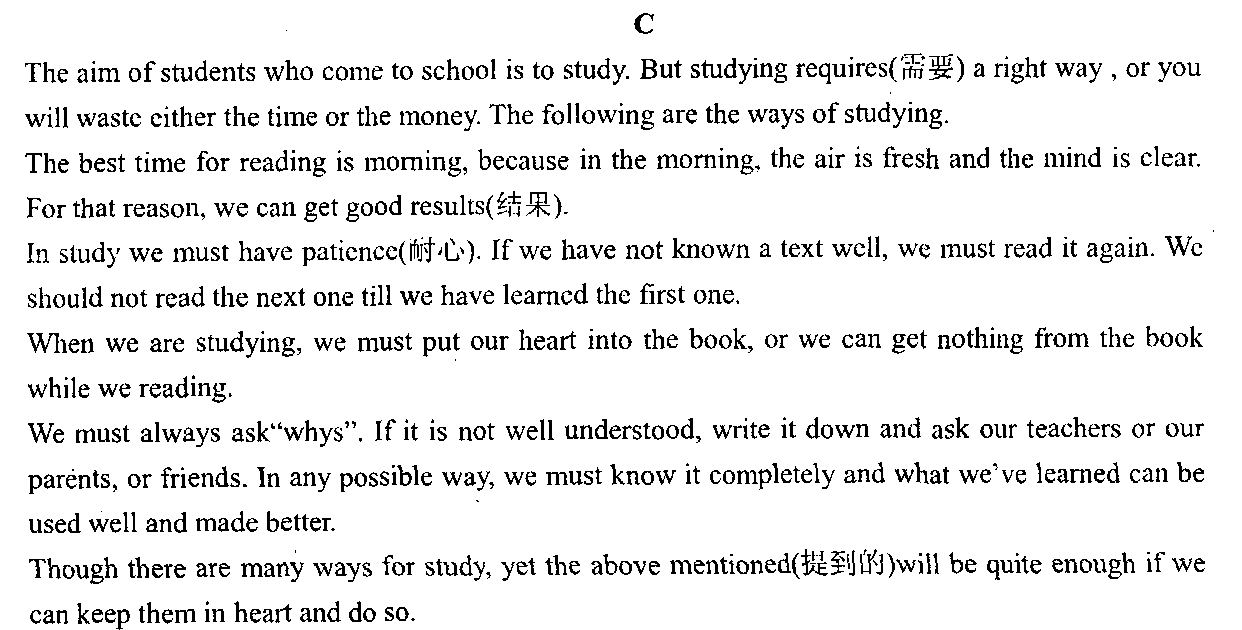 C
The aim of students who come to school is to study. But studying requires(需要) a right way , or you
will waste either the time or the money. The following are the ways of studying.
The best time for reading is morning, because in the morning, the air is fresh and the mind is clear.
For that reason, we can get good results(结果).
In study we must have patience(耐心). If we have not known a text well, we must read it again. We
should not read the next one till we have learned the first one.
When we are studying, we must put our heart into the book, or we can get nothing from the book
while we reading.
We must always ask“whys”. If it is not well understood, write it down and ask our teachers or our
parents, or friends. In any possible way, we must know it completely and what we’ve learned can be
used well and made better.
Though there are many ways for study, yet the above mentioned(提到的)will be quite enough if we
can keep them in heart and do so.